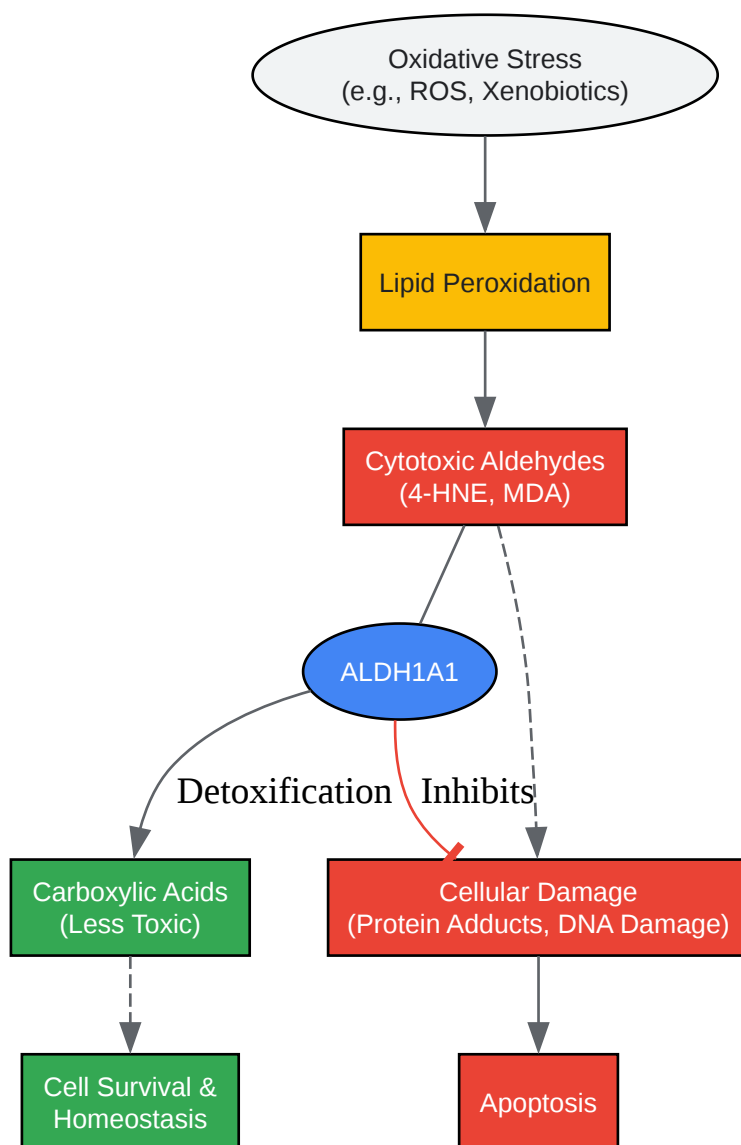 Oxidative Stress
(e.g., ROS, Xenobiotics)
Lipid Peroxidation
Cytotoxic Aldehydes
(4-HNE, MDA)
ALDH1A1
Detoxification
Inhibits
Carboxylic Acids
(Less Toxic)
Cellular Damage
(Protein Adducts, DNA Damage)
Cell Survival &
Homeostasis
Apoptosis